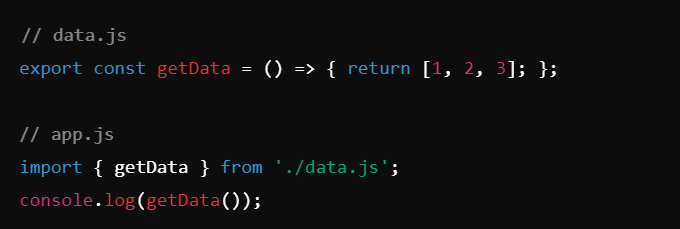 // data.js
export const getData = () => { return [1, 2, 3]; };
// app.js
import { getData } from './data.js';
console.log(getData());